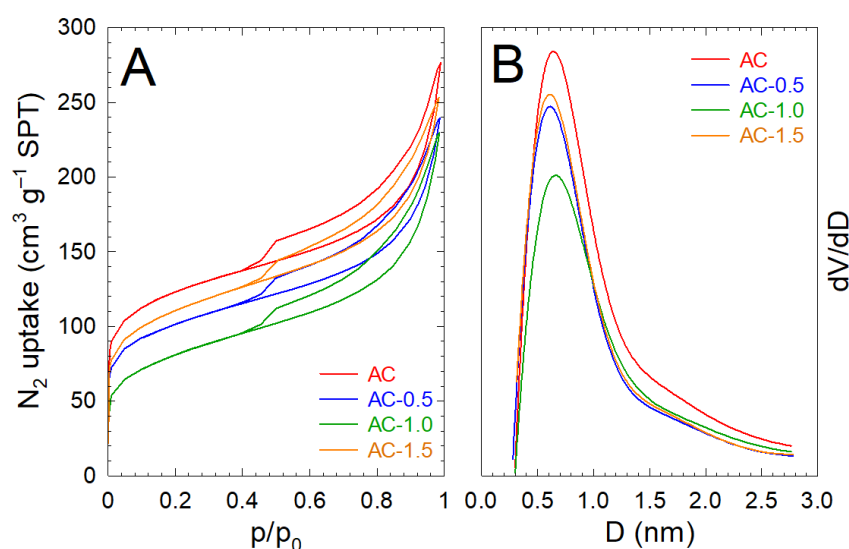 A
N₂ uptake (cm³ g⁻¹ SPT)
300
250
200
150
100
50
0
AC
AC-0.5
AC-1.0
AC-1.5
0 0.2 0.4 0.6 0.8 1
p/p₀
B
AC
AC-0.5
AC-1.0
AC-1.5
dV/dD
0.0 0.5 1.0 1.5 2.0 2.5 3.0
D (nm)